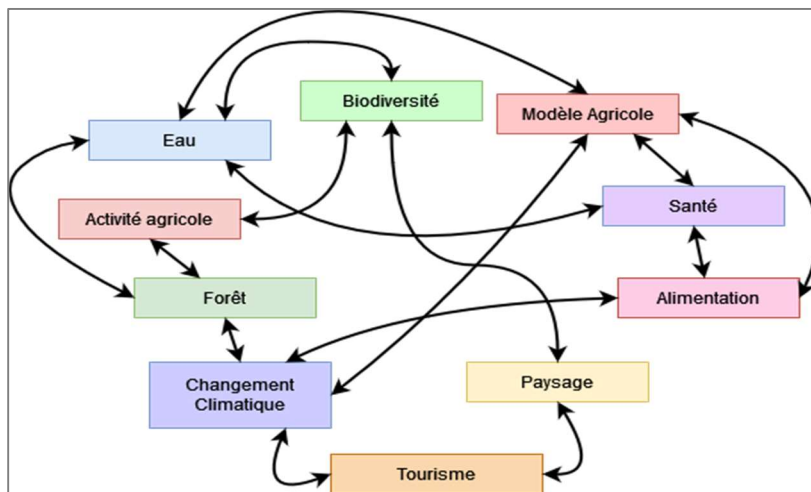 Biodiversité
Modèle Agricole
Eau
Santé
Activité agricole
Forêt
Alimentation
Changement
Climatique
Paysage
Tourisme